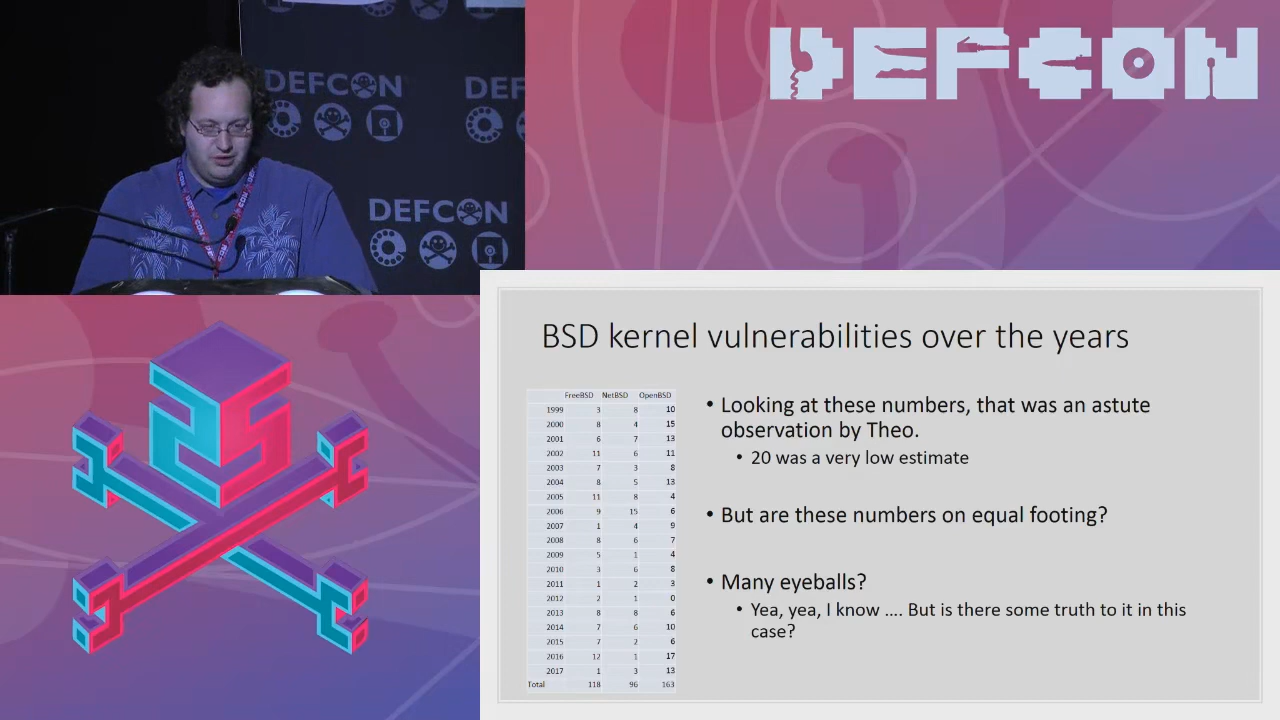 DEFCON
DEF
DEFCON
DEFCON
BSD kernel vulnerabilities over the years
FreeBSD NetBSD OpenBSD
1999 3 8 10
2000 8 4 15
2001 6 7 13
2002 11 6 11
2003 7 3 8
2004 8 5 13
2005 11 8 4
2006 9 15 6
2007 1 4 9
2008 8 6 7
2009 5 1 4
2010 3 6 8
2011 1 2 3
2012 2 1 0
2013 8 8 6
2014 7 6 10
2015 7 2 6
2016 12 1 17
2017 1 3 13
Total 118 96 163
• Looking at these numbers, that was an astute
observation by Theo.
• 20 was a very low estimate
• But are these numbers on equal footing?
• Many eyeballs?
• Yea, yea, I know .... But is there some truth to it in this
case?